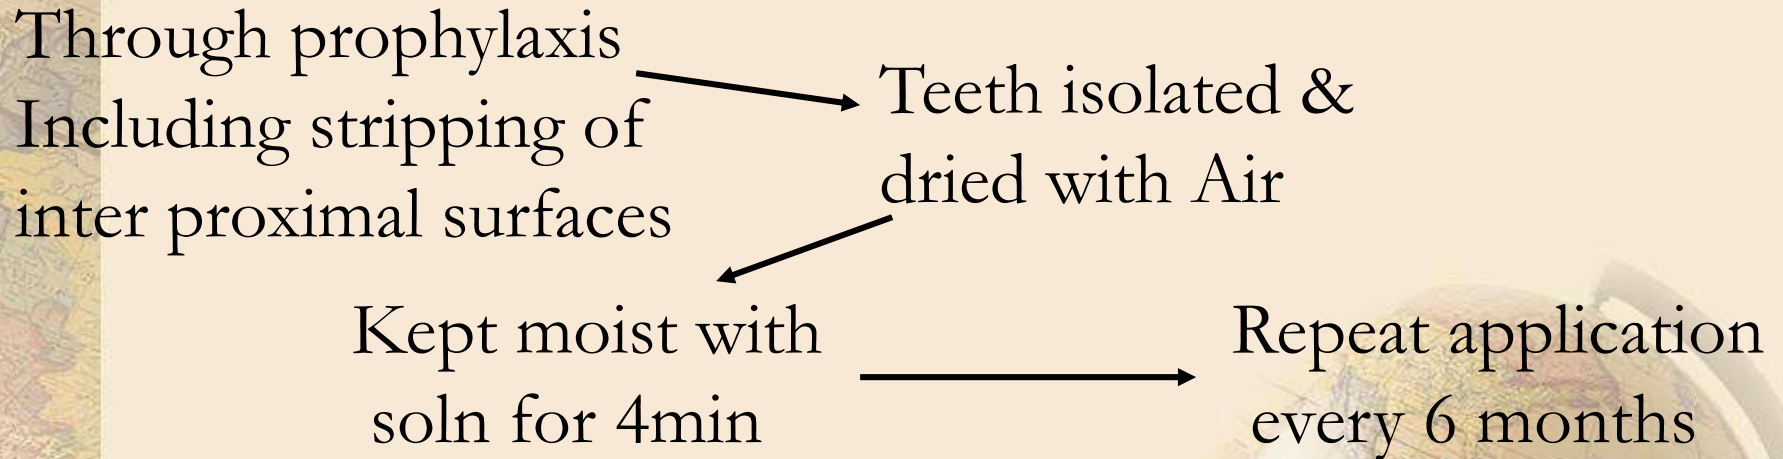 Through prophylaxis
Including stripping of
inter proximal surfaces
Teeth isolated &
dried with Air
Kept moist with
soln for 4min
Repeat application
every 6 months